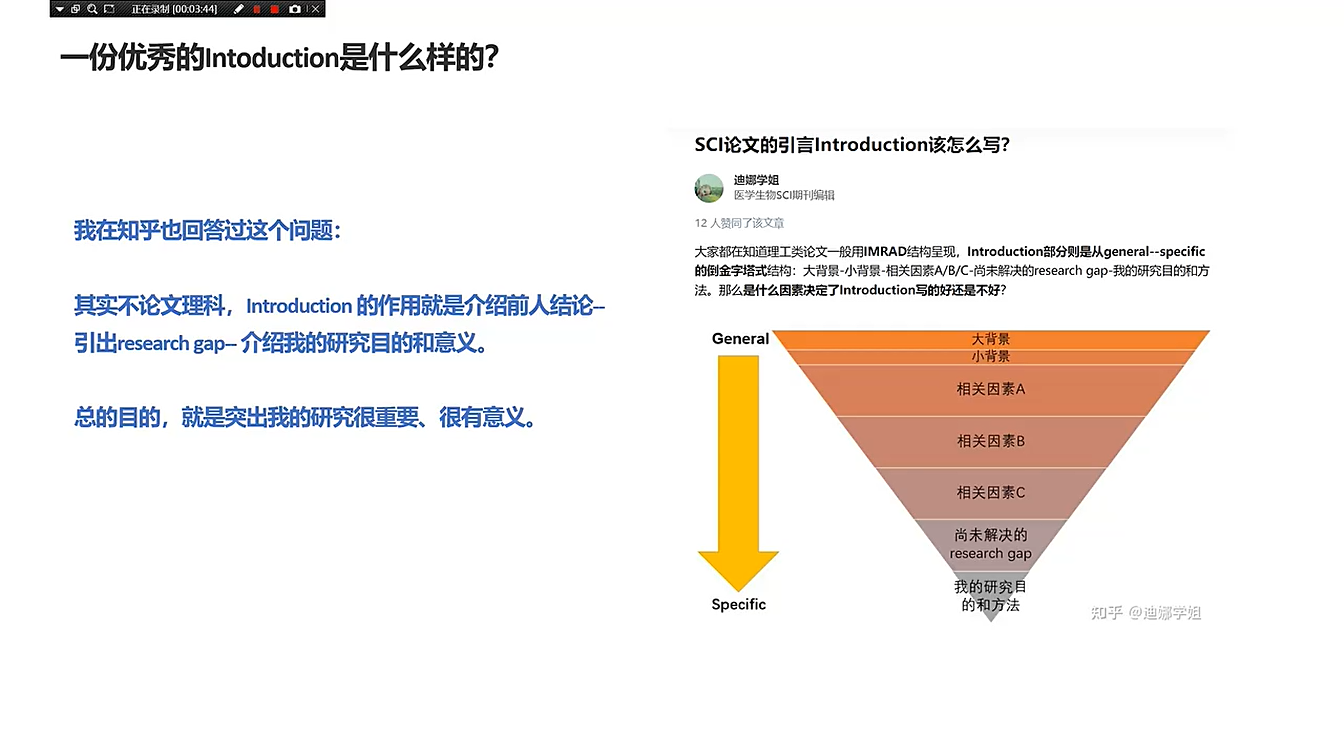 正在录制 [00:03:44]
一份优秀的Intoduction是什么样的?
我在知乎也回答过这个问题：
其实不论文理科，Introduction 的作用就是介绍前人结论--
引出research gap-- 介绍我的研究目的和意义。
总的目的，就是突出我的研究很重要、很有意义。
SCI论文的引言Introduction该怎么写？
迪娜学姐
医学生物SCI期刊编辑
12 人赞同了该文章
大家都在知道理工类论文一般用IMRAD结构呈现，Introduction部分则是从general--specific
的倒金字塔式结构：大背景-小背景-相关因素A/B/C-尚未解决的research gap-我的研究目的和方
法。那么是什么因素决定了Introduction写的好还是不好？
General
大背景
小背景
相关因素A
相关因素B
相关因素C
尚未解决的
research gap
我的研究目
的和方法
Specific
知乎 @迪娜学姐